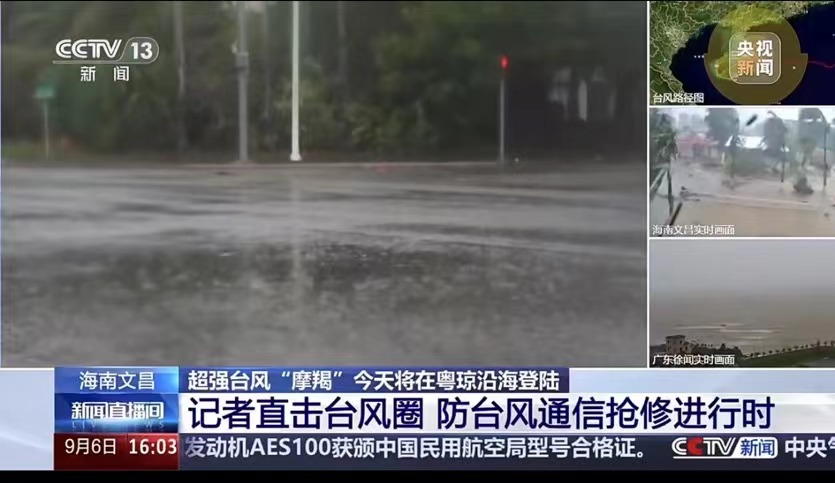 CCTV 13
新闻
央视
新闻
台风路径图
海南文昌实时画面
广东徐闻实时画面
海南文昌
超强台风“摩羯”今天将在粤琼沿海登陆
新闻直播间
记者直击台风圈 防台风通信抢修进行时
9月6日 16:03
发动机AES100获颁中国民用航空局型号合格证。
CCTV 新闻
中央气